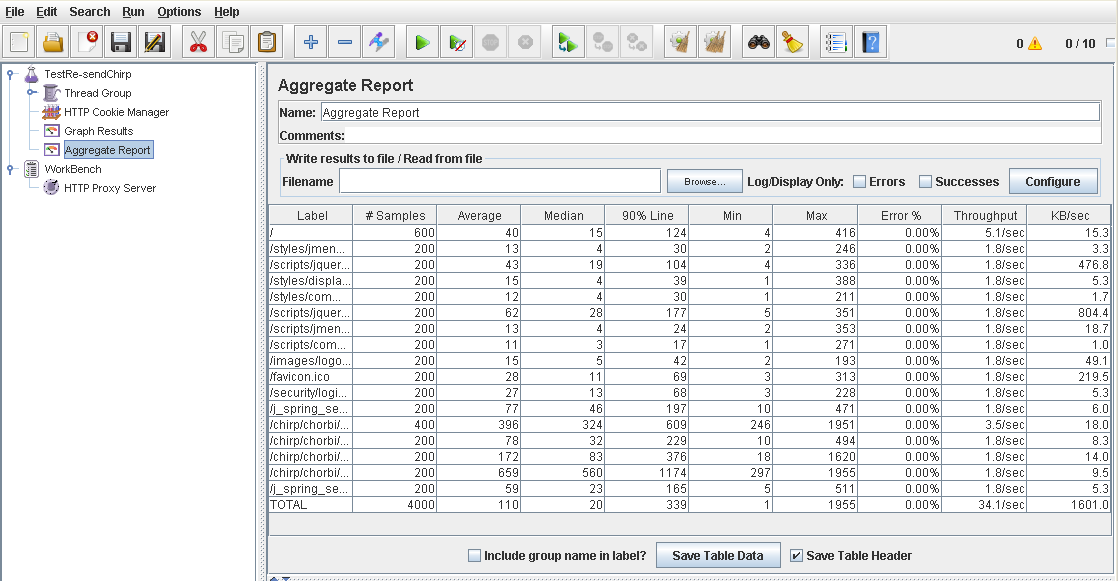 File Edit Search Run Options Help
0 0 / 10
TestRe-sendChirp
Thread Group
HTTP Cookie Manager
Graph Results
Aggregate Report
WorkBench
HTTP Proxy Server
Aggregate Report
Name: Aggregate Report
Comments:
Write results to file / Read from file
Filename Browse... Log/Display Only: Errors Successes Configure
Label # Samples Average Median 90% Line Min Max Error % Throughput KB/sec
/ 600 40 15 124 4 416 0.00% 5.1/sec 15.3
/styles/jmen... 200 13 4 30 2 246 0.00% 1.8/sec 3.3
/scripts/jquer... 200 43 19 104 4 336 0.00% 1.8/sec 476.8
/styles/displa... 200 15 4 39 1 388 0.00% 1.8/sec 5.3
/styles/com... 200 12 4 30 1 211 0.00% 1.8/sec 1.7
/scripts/jquer... 200 62 28 177 5 351 0.00% 1.8/sec 804.4
/scripts/jmen... 200 13 4 24 2 353 0.00% 1.8/sec 18.7
/scripts/com... 200 11 3 17 1 271 0.00% 1.8/sec 1.0
/images/logo... 200 15 5 42 2 193 0.00% 1.8/sec 49.1
/favicon.ico 200 28 11 69 3 313 0.00% 1.8/sec 219.5
/security/logi... 200 27 13 68 3 228 0.00% 1.8/sec 5.3
/j_spring_se... 200 77 46 197 10 471 0.00% 1.8/sec 6.0
/chirp/chorbi/... 400 396 324 609 246 1951 0.00% 3.5/sec 18.0
/chirp/chorbi/... 200 78 32 229 10 494 0.00% 1.8/sec 8.3
/chirp/chorbi/... 200 172 83 376 18 1620 0.00% 1.8/sec 14.0
/chirp/chorbi/... 200 659 560 1174 297 1955 0.00% 1.8/sec 9.5
/j_spring_se... 200 59 23 165 5 511 0.00% 1.8/sec 5.3
TOTAL 4000 110 20 339 1 1955 0.00% 34.1/sec 1601.0
Include group name in label? Save Table Data Save Table Header